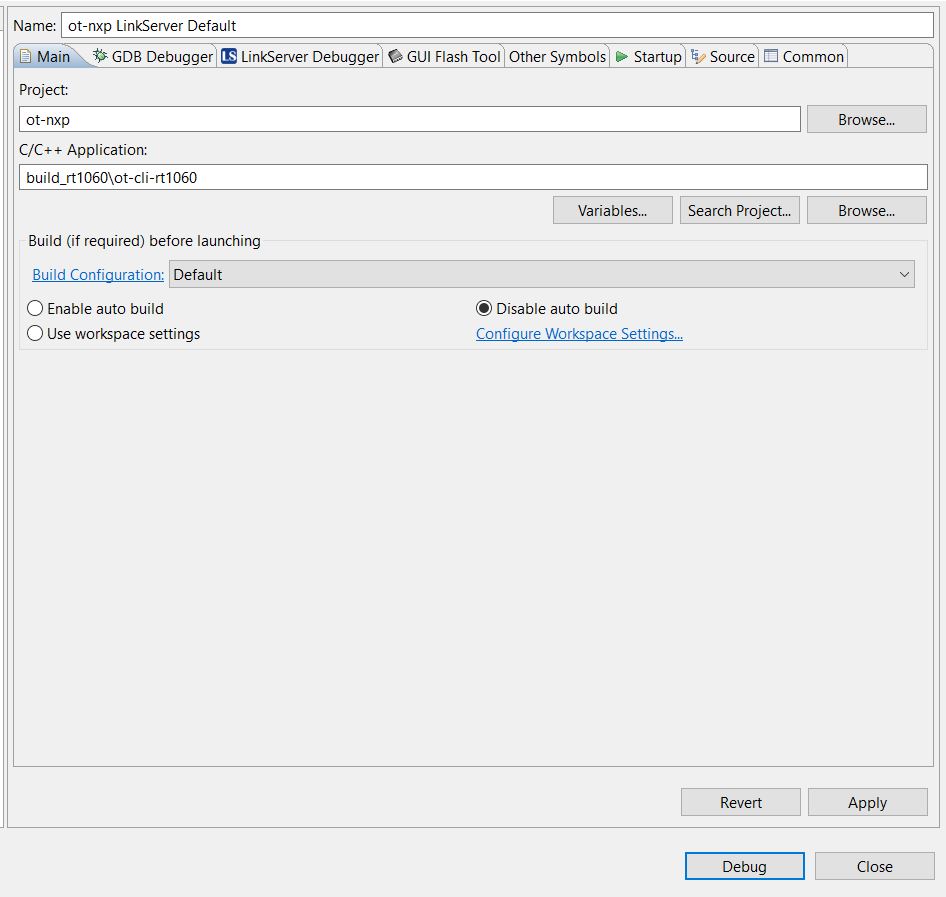 Name: ot-nxp LinkServer Default
Main GDB Debugger LS LinkServer Debugger GUI Flash Tool Other Symbols Startup Source Common
Project:
ot-nxp Browse...
C/C++ Application:
build_rt1060\ot-cli-rt1060
Variables... Search Project... Browse...
Build (if required) before launching
Build Configuration: Default
Enable auto build Disable auto build
Use workspace settings Configure Workspace Settings...
Revert Apply
Debug Close